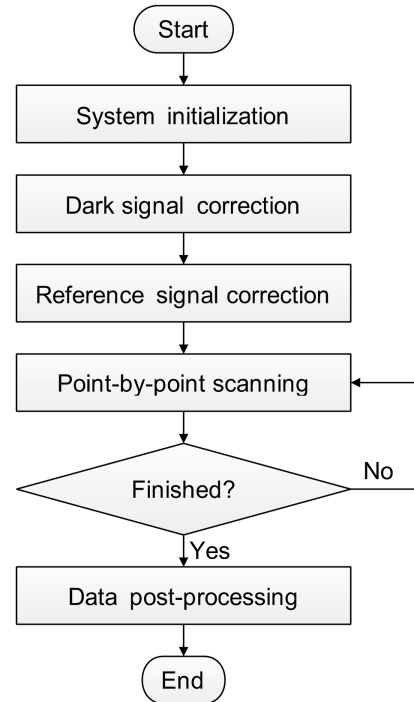 Start
System initialization
Dark signal correction
Reference signal correction
Point-by-point scanning
Finished?
No
Yes
Data post-processing
End